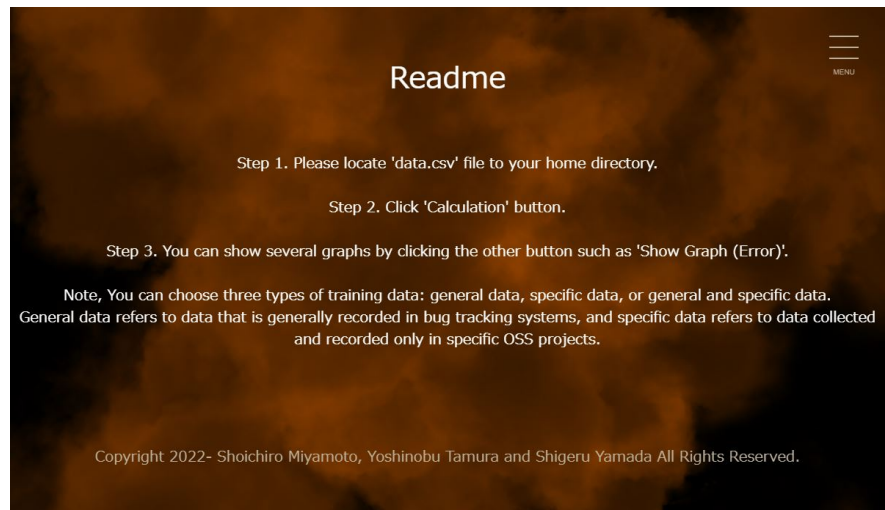 MENU
Readme
Step 1. Please locate 'data.csv' file to your home directory.
Step 2. Click 'Calculation' button.
Step 3. You can show several graphs by clicking the other button such as 'Show Graph (Error)'.
Note, You can choose three types of training data: general data, specific data, or general and specific data.
General data refers to data that is generally recorded in bug tracking systems, and specific data refers to data collected
and recorded only in specific OSS projects.
Copyright 2022- Shoichiro Miyamoto, Yoshinobu Tamura and Shigeru Yamada All Rights Reserved.